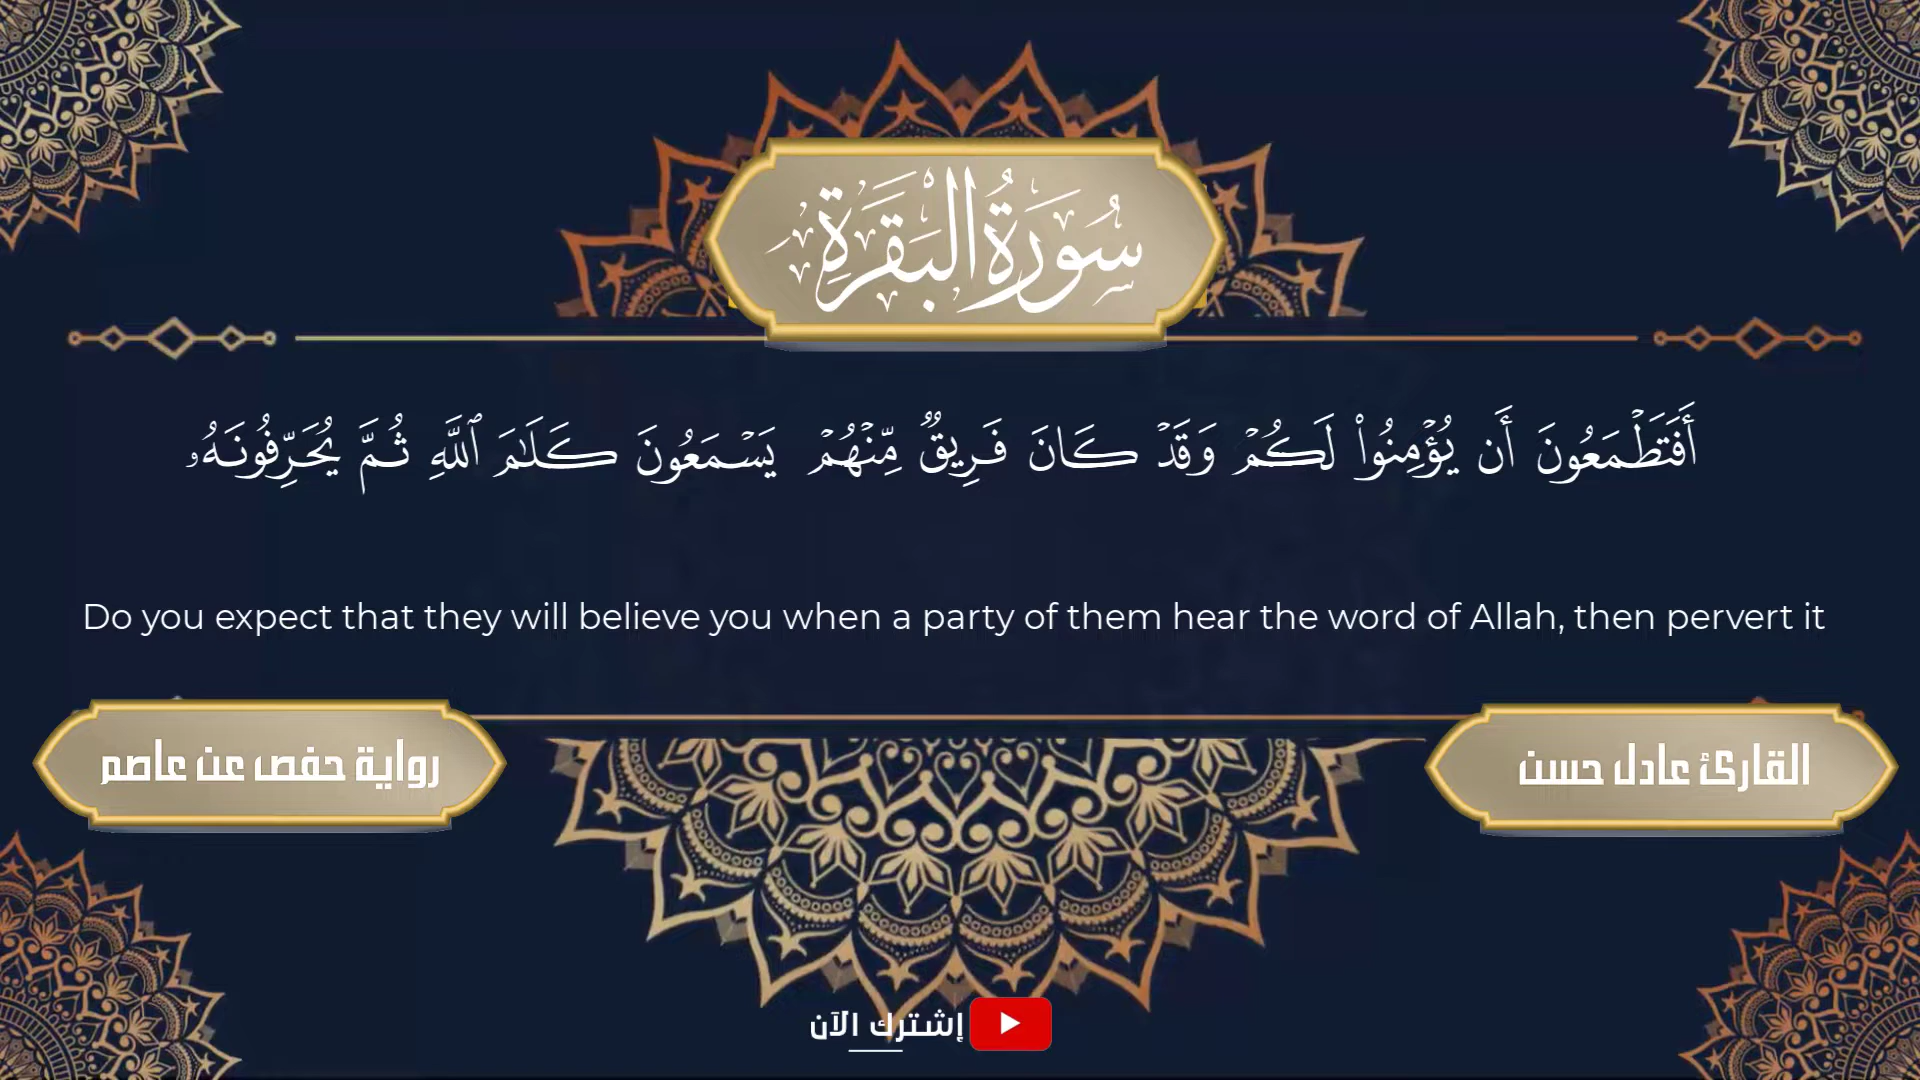 سُورَةُ البَقَرَةِ
أَفَتَطْمَعُونَ أَن يُؤْمِنُوا۟ لَكُمْ وَقَدْ كَانَ فَرِيقٌ مِّنْهُمْ يَسْمَعُونَ كَلَـٰمَ ٱللَّهِ ثُمَّ يُحَرِّفُونَهُۥ
Do you expect that they will believe you when a party of them hear the word of Allah, then pervert it
القارئ عادل حسن
رواية حفص عن عاصم
إشترك الآن